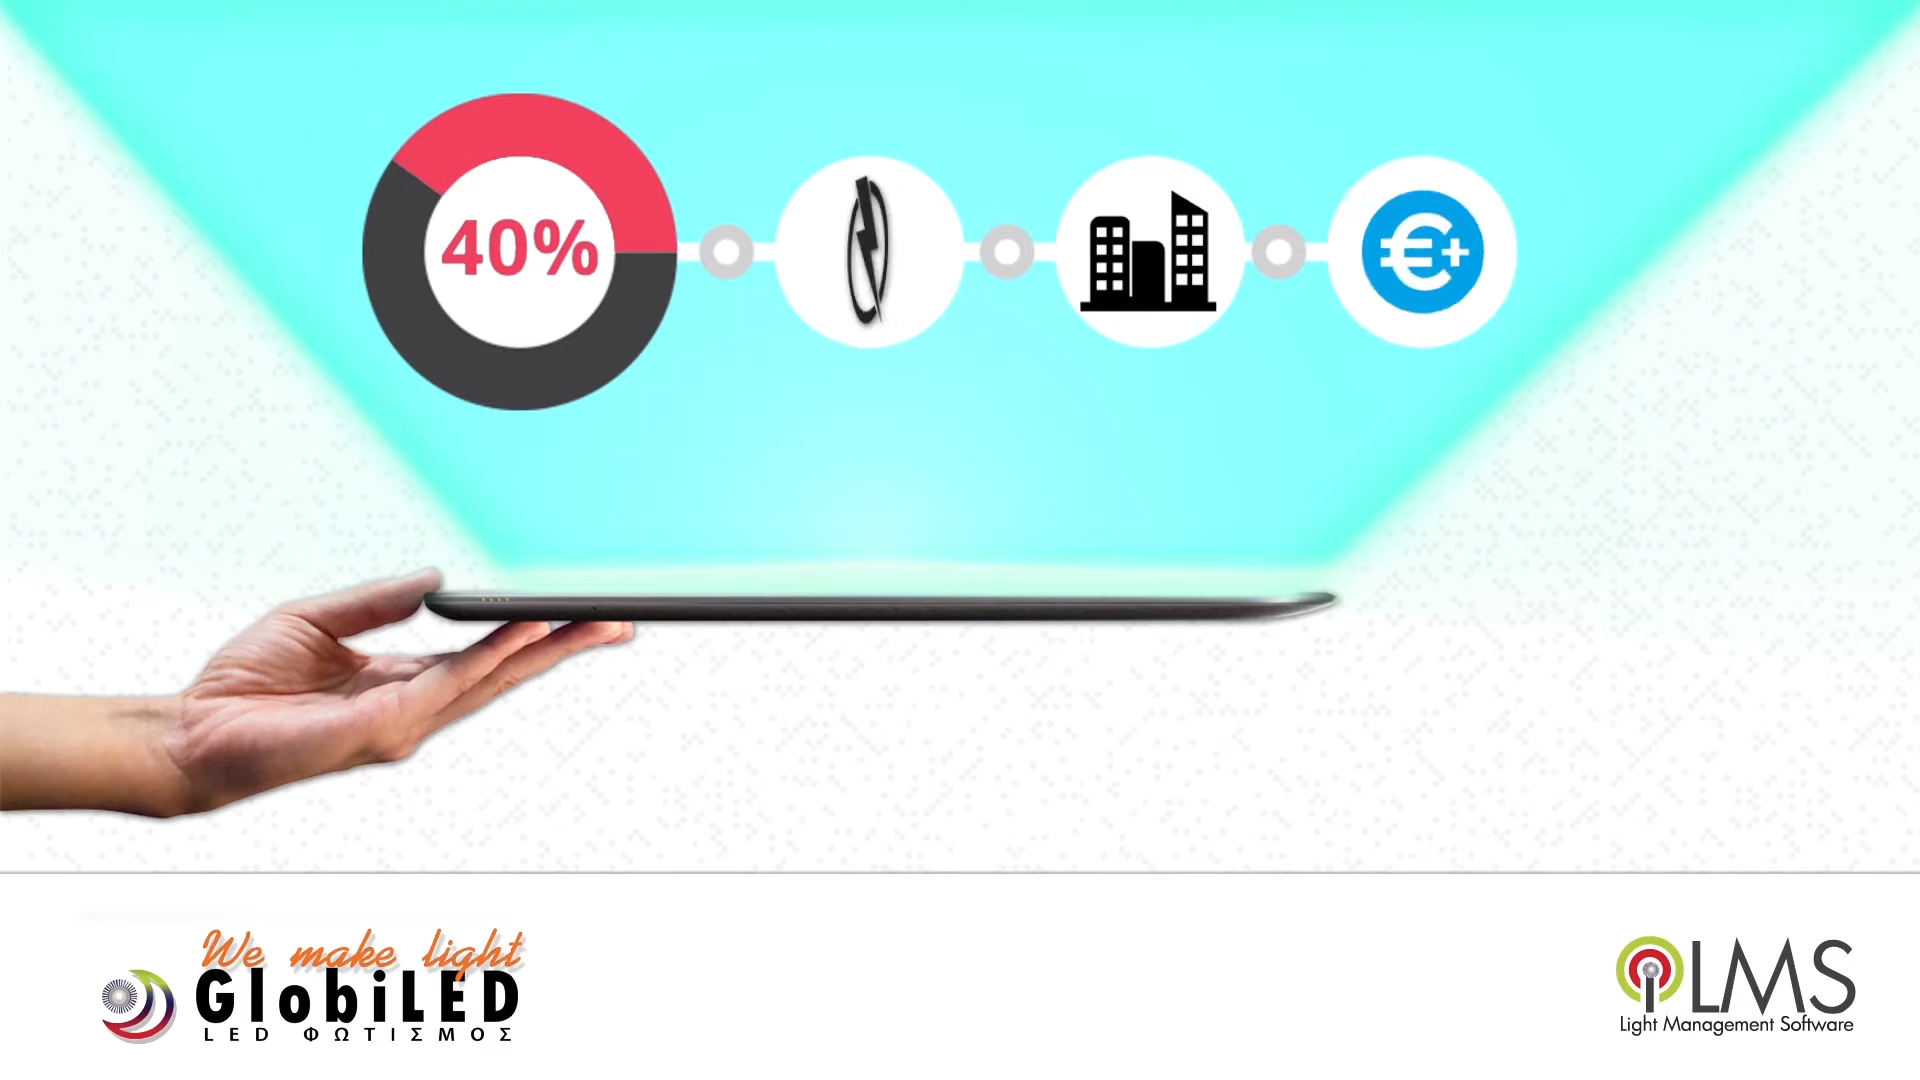 40%
€+
We make light
GlobiLED
LED ΦΩΤΙΣΜΟΣ
LMS
Light Management Software